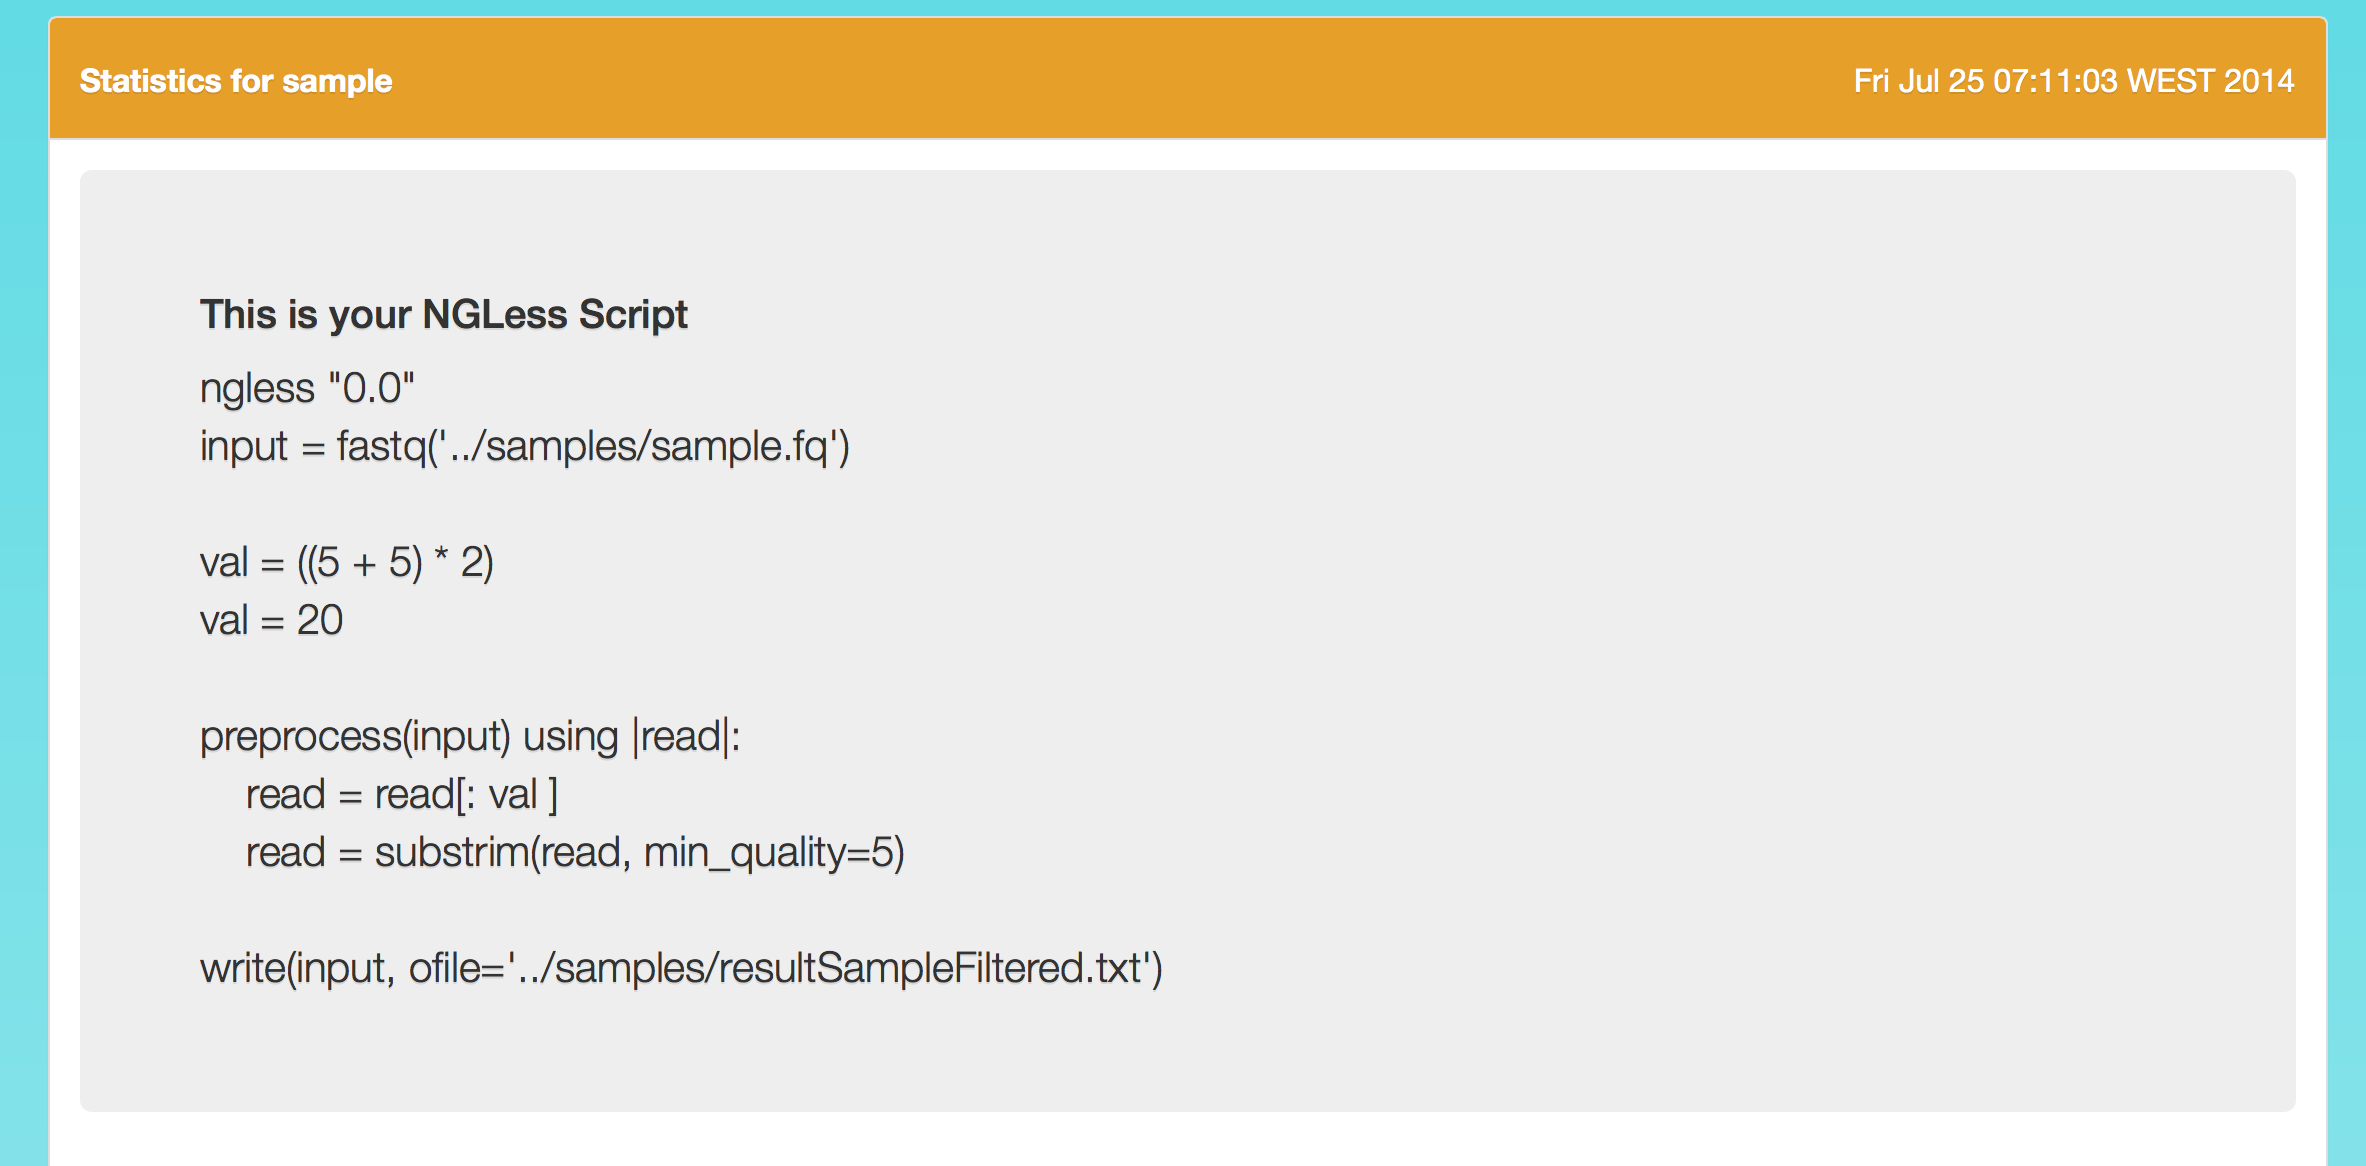 Statistics for sample
Fri Jul 25 07:11:03 WEST 2014
This is your NGLess Script
ngless "0.0"
input = fastq('../samples/sample.fq')
val = ((5 + 5) * 2)
val = 20
preprocess(input) using |read|:
read = read[: val ]
read = substrim(read, min_quality=5)
write(input, ofile='../samples/resultSampleFiltered.txt')